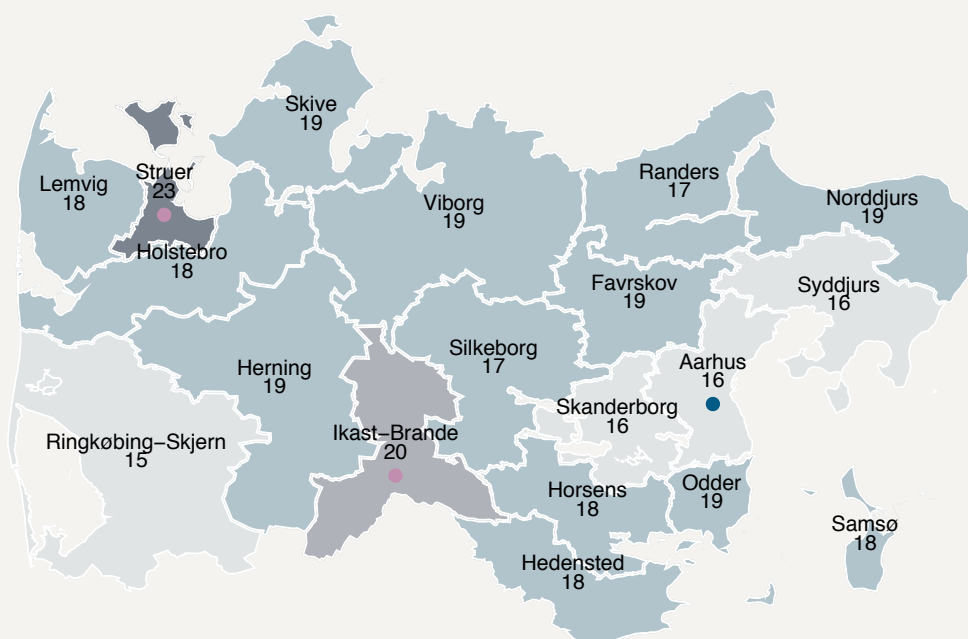 Skive
19
Struer
23
Lemvig
18
Randers
17
Norddjurs
19
Viborg
19
Holstebro
18
Favrskov
19
Syddjurs
16
Silkeborg
17
Herning
19
Aarhus
16
Skanderborg
16
Ringkøbing−Skjern
15
Ikast−Brande
20
Horsens
18
Odder
19
Samsø
18
Hedensted
18